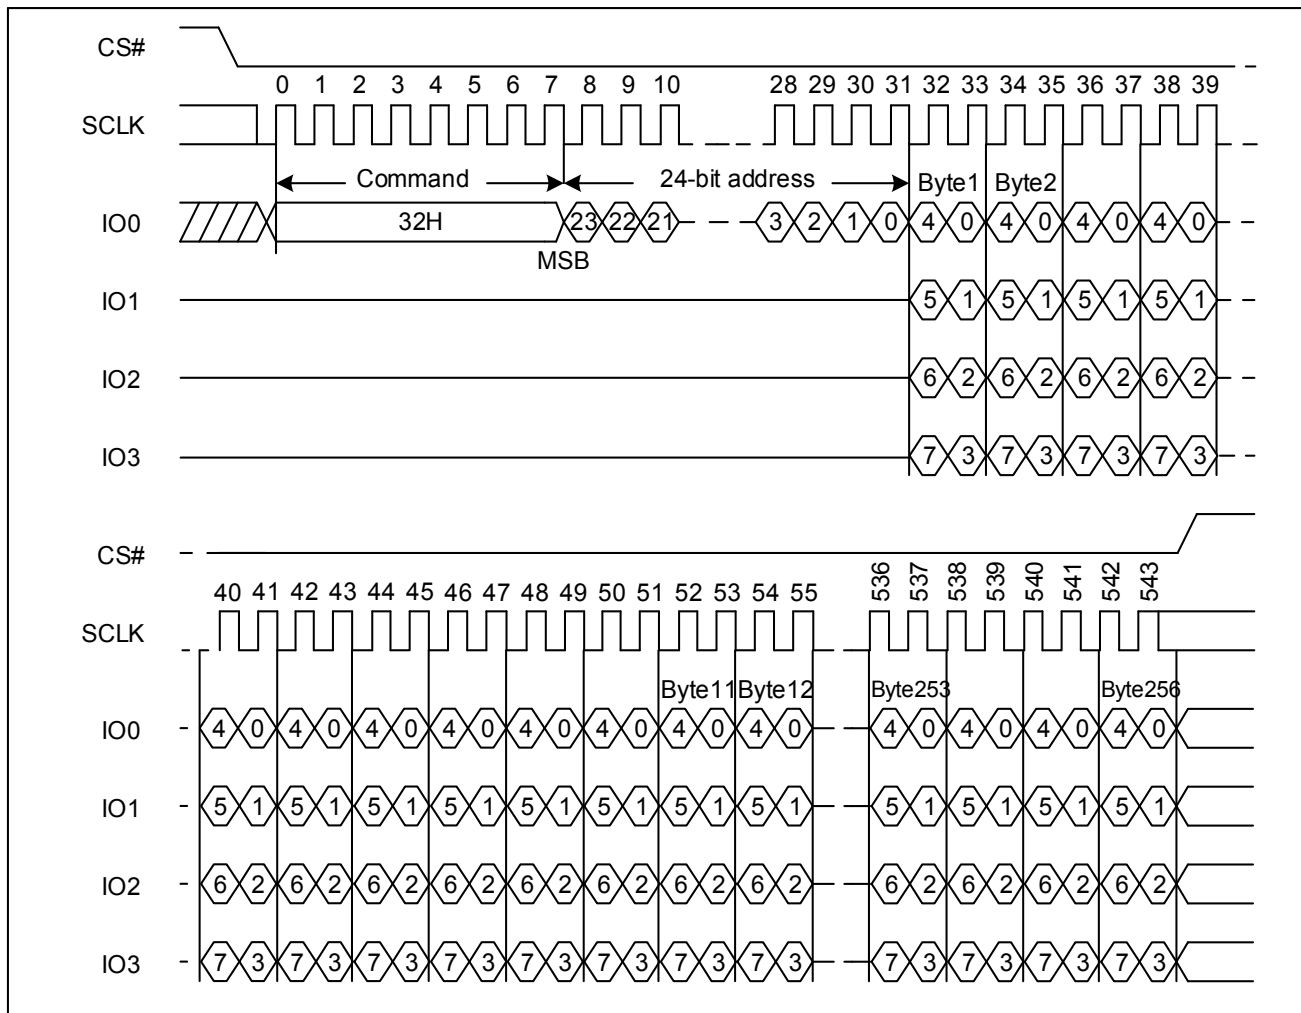 CS#
0 1 2 3 4 5 6 7 8 9 10 28 29 30 31 32 33 34 35 36 37 38 39
SCLK
Command 24-bit address Byte1 Byte2
IO0 32H 23 22 21 3 2 1 0 4 0 4 0 4 0 4 0
MSB
IO1 5 1 5 1 5 1 5 1
IO2 6 2 6 2 6 2 6 2
IO3 7 3 7 3 7 3 7 3
CS#
40 41 42 43 44 45 46 47 48 49 50 51 52 53 54 55 536 537 538 539 540 541 542 543
SCLK
Byte11 Byte12 Byte253 Byte256
IO0 4 0 4 0 4 0 4 0 4 0 4 0 4 0 4 0 4 0 4 0 4 0 4 0
IO1 5 1 5 1 5 1 5 1 5 1 5 1 5 1 5 1 5 1 5 1 5 1 5 1
IO2 6 2 6 2 6 2 6 2 6 2 6 2 6 2 6 2 6 2 6 2 6 2 6 2
IO3 7 3 7 3 7 3 7 3 7 3 7 3 7 3 7 3 7 3 7 3 7 3 7 3